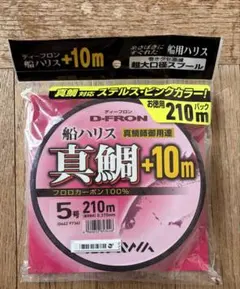 ディーフロン
船ハリス+10m
船用ハリス
超大口径スプール
真鯛対応 ステルス・ピンクカラー!
お徳用 210mパック
ディーフロン
D-FRON
船ハリス 真鯛師御用達
真鯛+10m
フロロカーボン100%
5号 210m
DAIWA